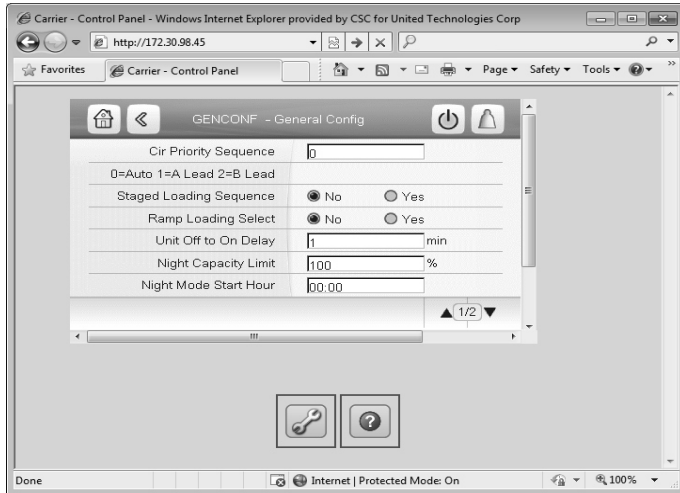 Carrier - Control Panel - Windows Internet Explorer provided by CSC for United Technologies Corp
http://172.30.98.45
Favorites Carrier - Control Panel Page Safety Tools
GENCONF - General Config
Cir Priority Sequence 0
0=Auto 1=A Lead 2=B Lead
Staged Loading Sequence No Yes
Ramp Loading Select No Yes
Unit Off to On Delay 1 min
Night Capacity Limit 100 %
Night Mode Start Hour 00:00
1/2
Done Internet | Protected Mode: On 100%